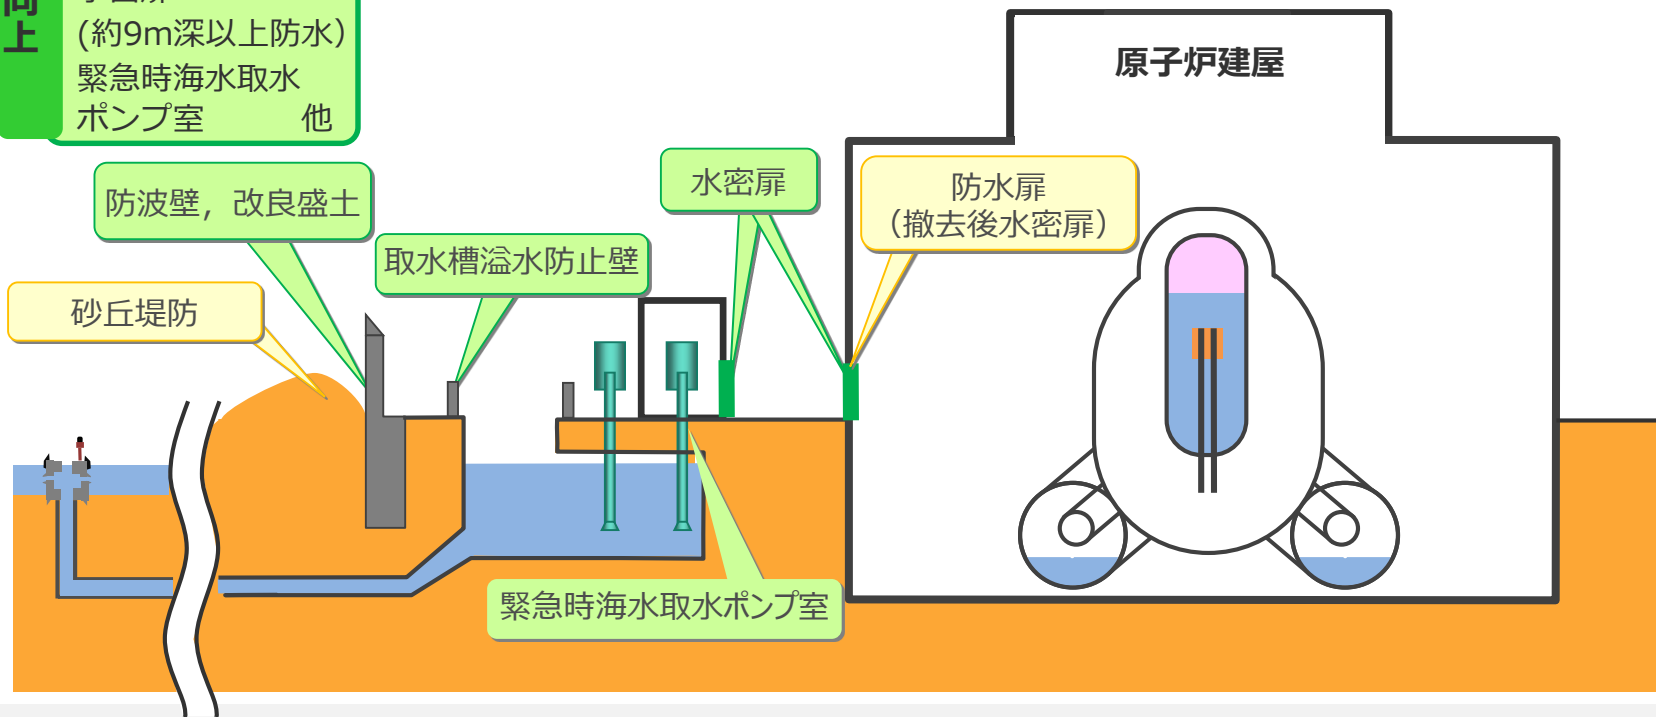 向上
(約9m深以上防水)
緊急時海水取水
ポンプ室 他
原子炉建屋
防波壁，改良盛土
水密扉
防水扉
（撤去後水密扉）
取水槽溢水防止壁
砂丘堤防
緊急時海水取水ポンプ室